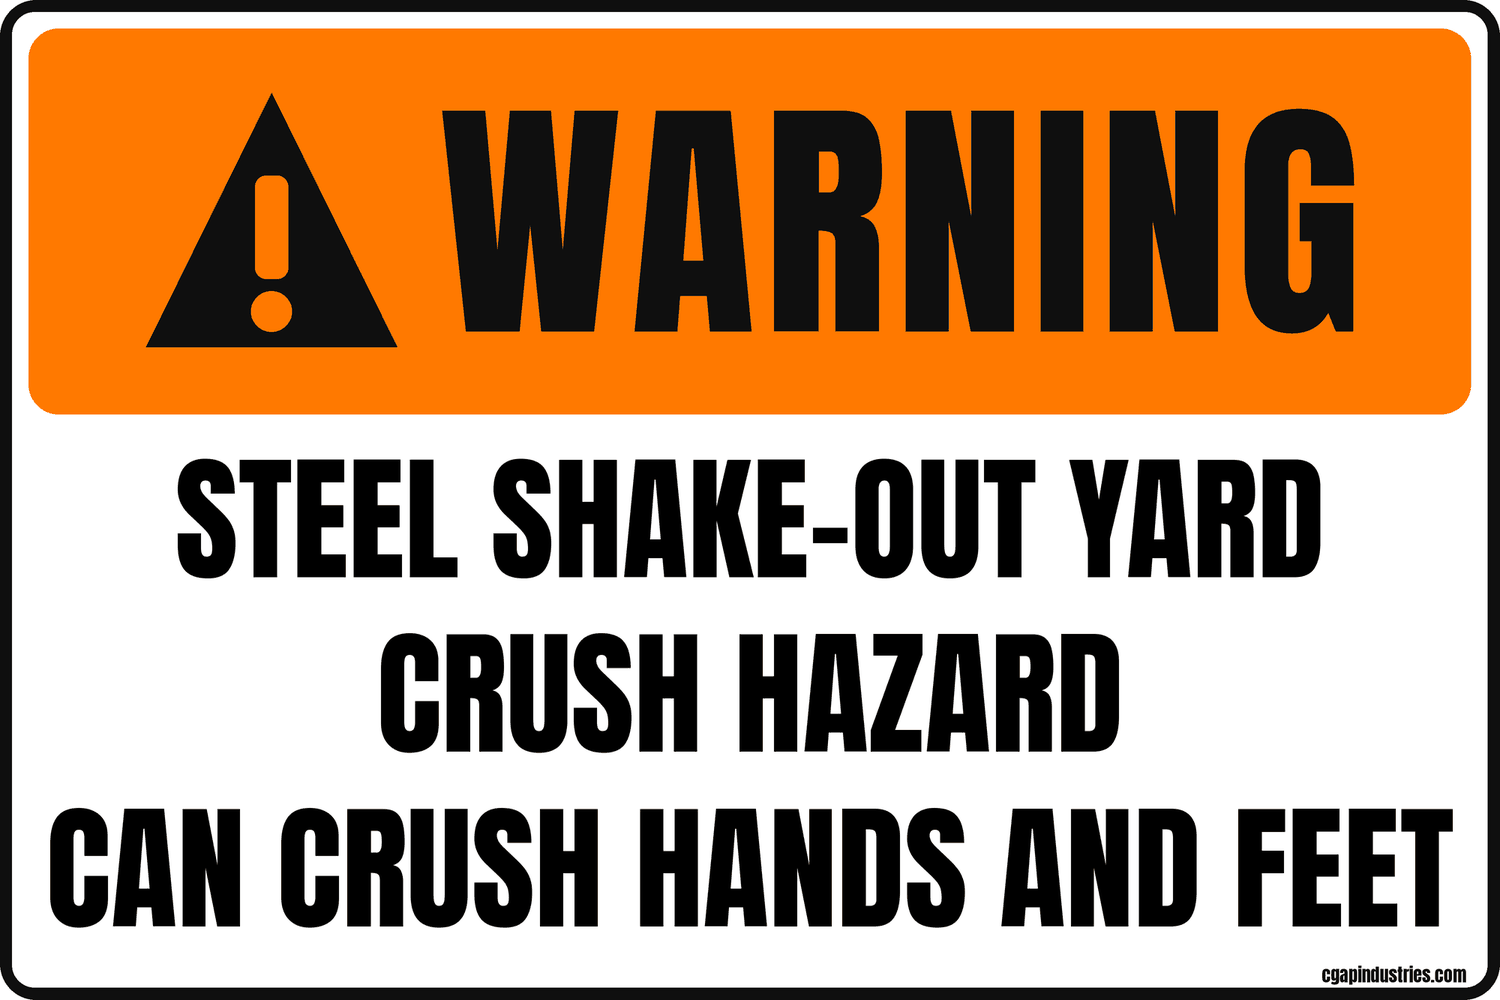 WARNING
STEEL SHAKE-OUT YARD
CRUSH HAZARD
CAN CRUSH HANDS AND FEET
cgapindustries.com